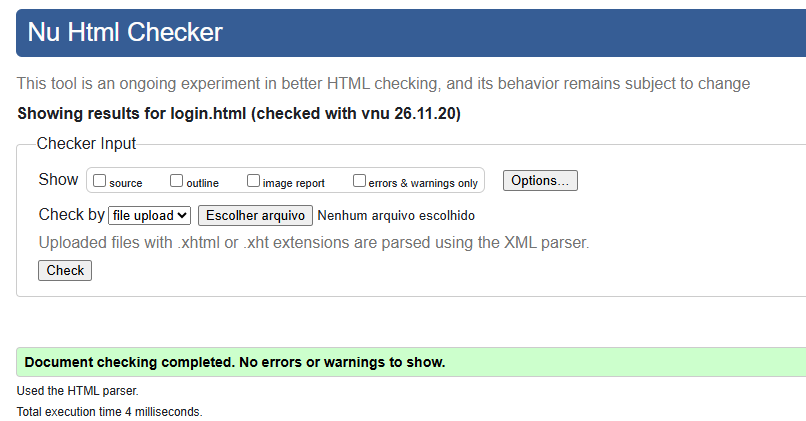 Nu Html Checker
This tool is an ongoing experiment in better HTML checking, and its behavior remains subject to change
Showing results for login.html (checked with vnu 26.11.20)
Checker Input
Show source outline image report errors & warnings only Options...
Check by file upload Escolher arquivo Nenhum arquivo escolhido
Uploaded files with .xhtml or .xht extensions are parsed using the XML parser.
Check
Document checking completed. No errors or warnings to show.
Used the HTML parser.
Total execution time 4 milliseconds.